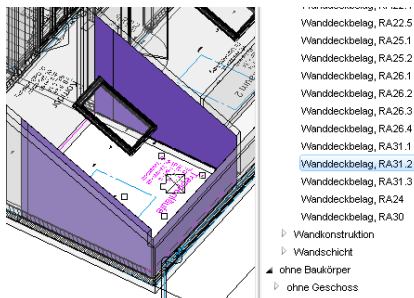 Wanddeckbelag, RA22.5
Wanddeckbelag, RA25.1
Wanddeckbelag, RA25.2
Wanddeckbelag, RA26.1
Wanddeckbelag, RA26.2
Wanddeckbelag, RA26.3
Wanddeckbelag, RA26.4
Wanddeckbelag, RA31.1
Wanddeckbelag, RA31.2
Wanddeckbelag, RA31.3
Wanddeckbelag, RA24
Wanddeckbelag, RA30
Wandkonstruktion
Wandschicht
ohne Baukörper
ohne Geschoss